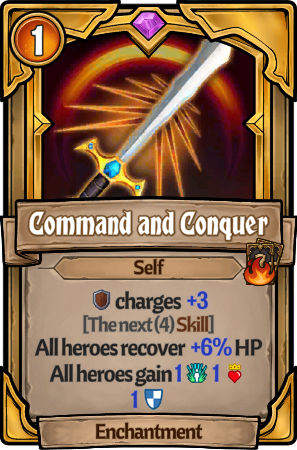 1
Command and Conquer
Self
charges +3
[The next (4) Skill]
All heroes recover +6% HP
All heroes gain 1 1
1
Enchantment